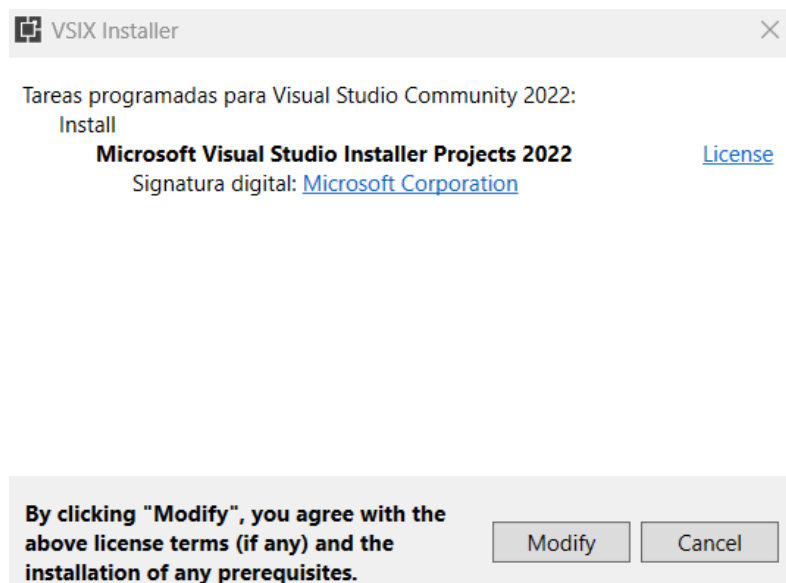 VSIX Installer
Tareas programadas para Visual Studio Community 2022:
Install
Microsoft Visual Studio Installer Projects 2022 License
Signatura digital: Microsoft Corporation
By clicking "Modify", you agree with the
above license terms (if any) and the
installation of any prerequisites.
Modify Cancel